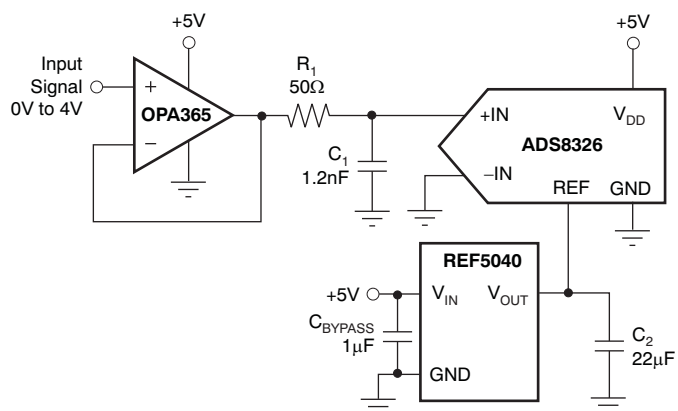 +5V
+5V
Input
Signal
0V to 4V
+
−
OPA365
R1
50Ω
C1
1.2nF
+IN
−IN
VDD
ADS8326
REF
GND
REF5040
+5V
VIN
VOUT
CBYPASS
1μF
GND
C2
22μF